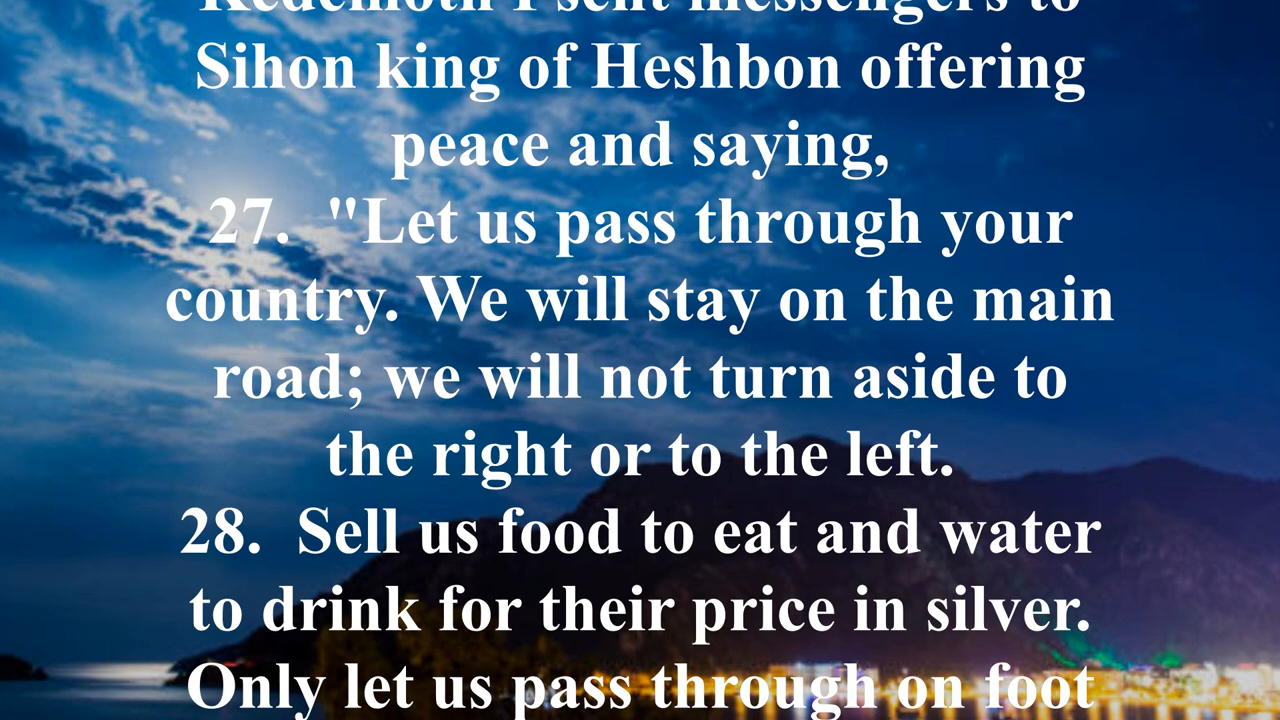 Kedemoth I sent messengers to
Sihon king of Heshbon offering
peace and saying,
27. "Let us pass through your
country. We will stay on the main
road; we will not turn aside to
the right or to the left.
28. Sell us food to eat and water
to drink for their price in silver.
Only let us pass through on foot